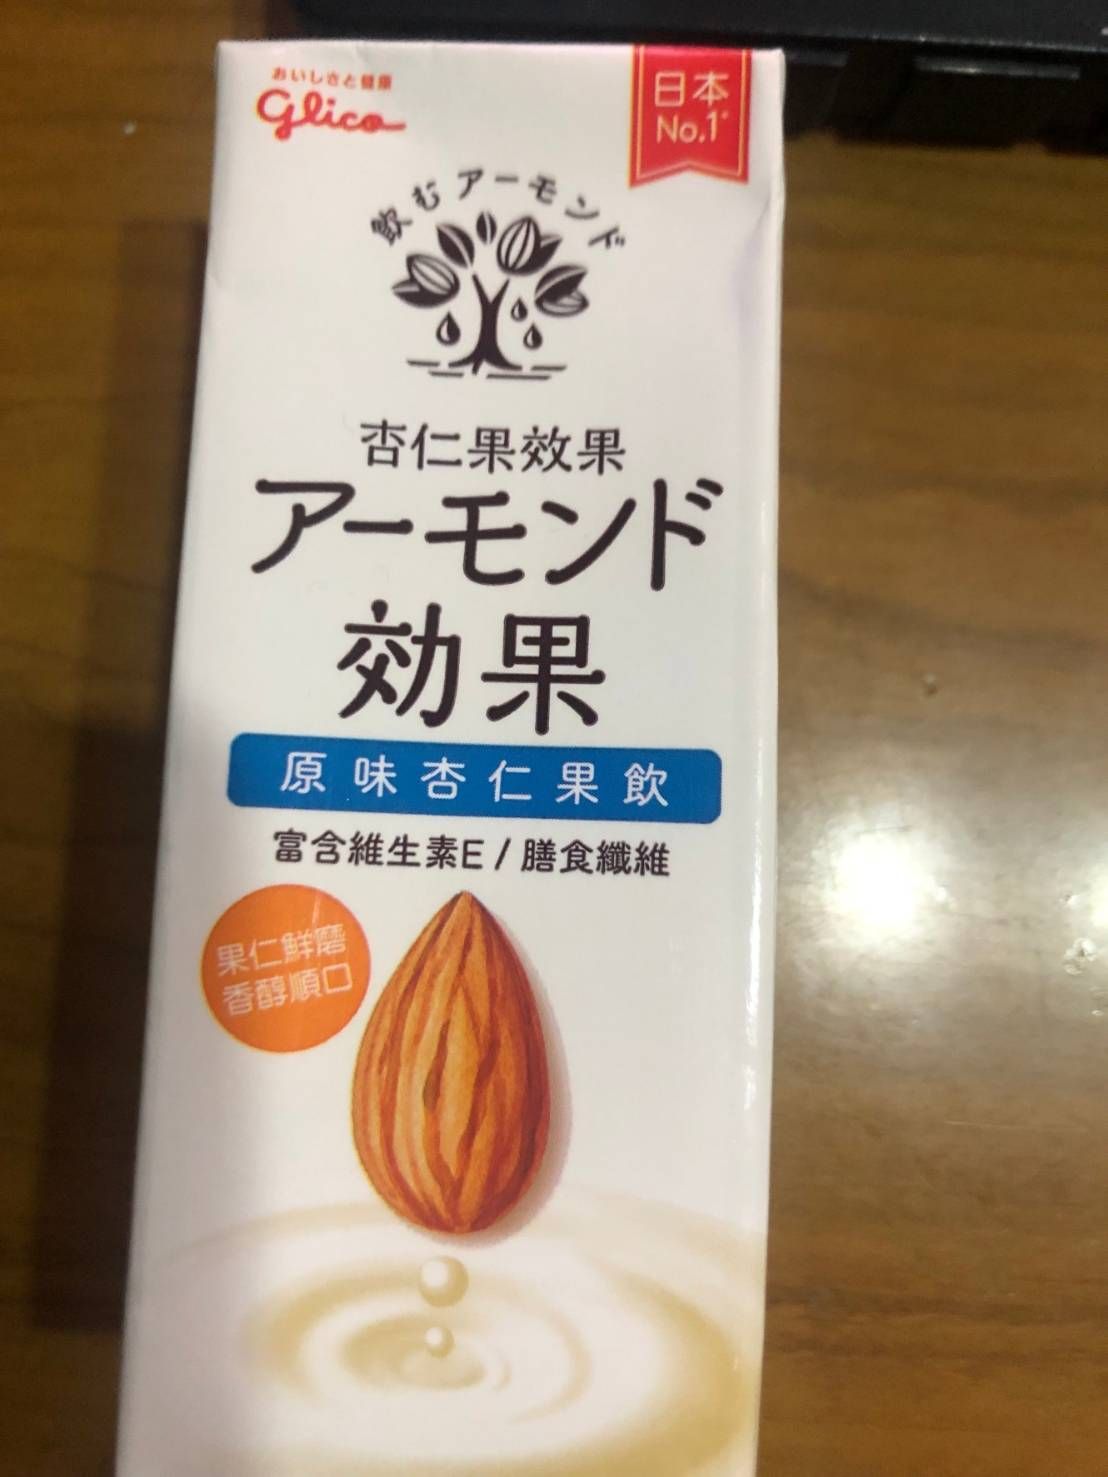 おいしさと健康
Glico
日本
No.1*
飲むアーモンド
杏仁果效果
アーモンド
効果
原味杏仁果飲
富含維生素E / 膳食纖維
果仁鮮磨
香醇順口